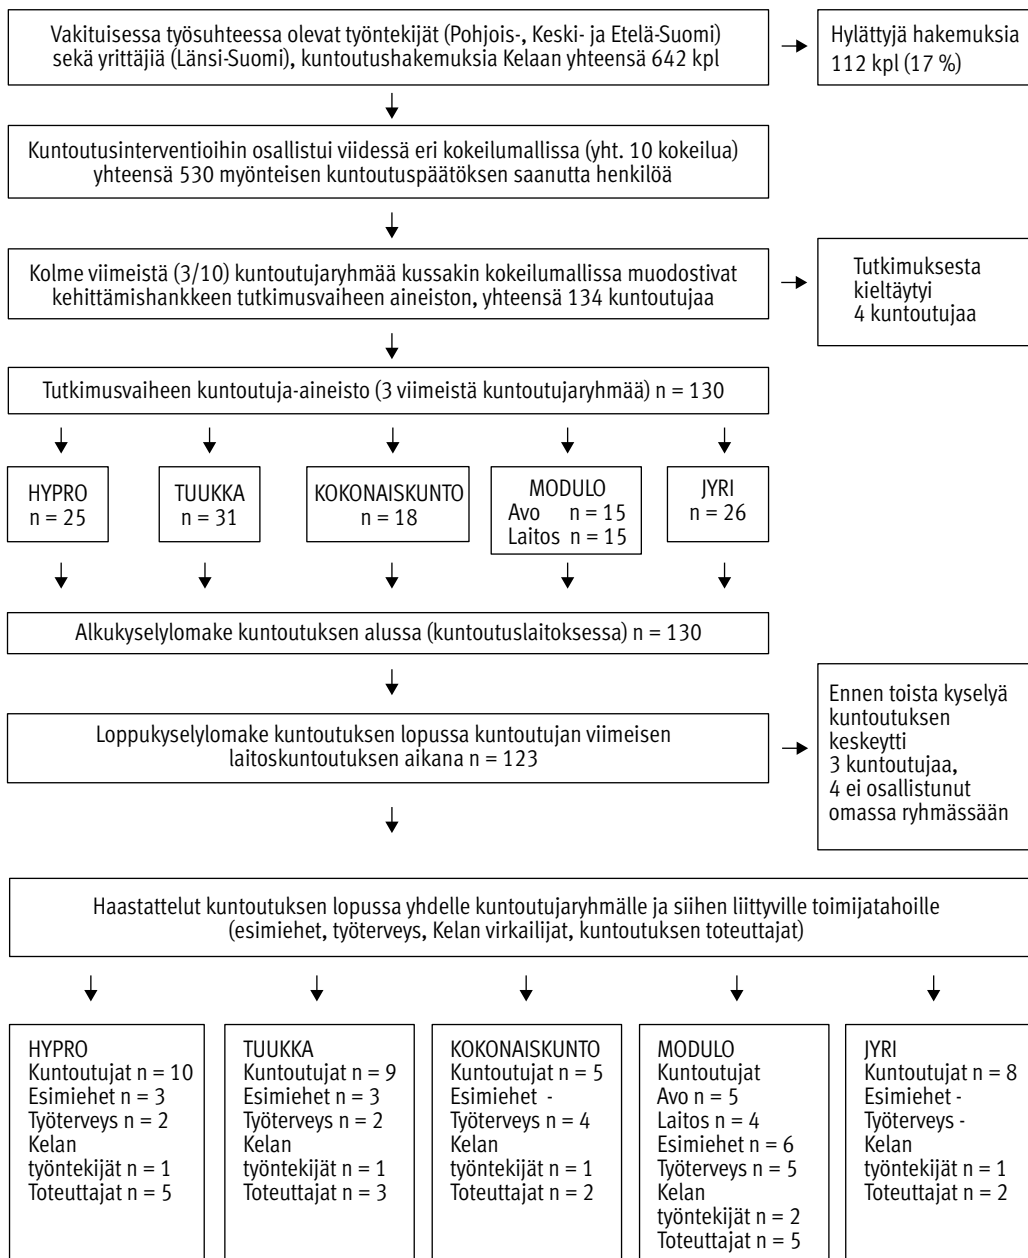 Vakituisessa työsuhteessa olevat työntekijät (Pohjois-, Keski- ja Etelä-Suomi)
sekä yrittäjiä (Länsi-Suomi), kuntoutushakemuksia Kelaan yhteensä 642 kpl
Hylättyjä hakemuksia
112 kpl (17 %)
Kuntoutusinterventioihin osallistui viidessä eri kokeilumallissa (yht. 10 kokeilua)
yhteensä 530 myönteisen kuntoutuspäätöksen saanutta henkilöä
Kolme viimeistä (3/10) kuntoutujaryhmää kussakin kokeilumallissa muodostivat
kehittämishankkeen tutkimusvaiheen aineiston, yhteensä 134 kuntoutujaa
Tutkimuksesta
kieltäytyi
4 kuntoutujaa
Tutkimusvaiheen kuntoutuja-aineisto (3 viimeistä kuntoutujaryhmää) n = 130
HYPRO
n = 25
TUUKKA
n = 31
KOKONAISKUNTO
n = 18
MODULO
Avo n = 15
Laitos n = 15
JYRI
n = 26
Alkukyselylomake kuntoutuksen alussa (kuntoutuslaitoksessa) n = 130
Loppukyselylomake kuntoutuksen lopussa kuntoutujan viimeisen
laitoskuntoutuksen aikana n = 123
Ennen toista kyselyä
kuntoutuksen
keskeytti
3 kuntoutujaa,
4 ei osallistunut
omassa ryhmässään
Haastattelut kuntoutuksen lopussa yhdelle kuntoutujaryhmälle ja siihen liittyville toimijatahoille
(esimiehet, työterveys, Kelan virkailijat, kuntoutuksen toteuttajat)
HYPRO
Kuntoutujat n = 10
Esimiehet n = 3
Työterveys n = 2
Kelan
työntekijät n = 1
Toteuttajat n = 5
TUUKKA
Kuntoutujat n = 9
Esimiehet n = 3
Työterveys n = 2
Kelan
työntekijät n = 1
Toteuttajat n = 3
KOKONAISKUNTO
Kuntoutujat n = 5
Esimiehet -
Työterveys n = 4
Kelan
työntekijät n = 1
Toteuttajat n = 2
MODULO
Kuntoutujat
Avo n = 5
Laitos n = 4
Esimiehet n = 6
Työterveys n = 5
Kelan
työntekijät n = 2
Toteuttajat n = 5
JYRI
Kuntoutujat n = 8
Esimiehet -
Työterveys -
Kelan
työntekijät n = 1
Toteuttajat n = 2